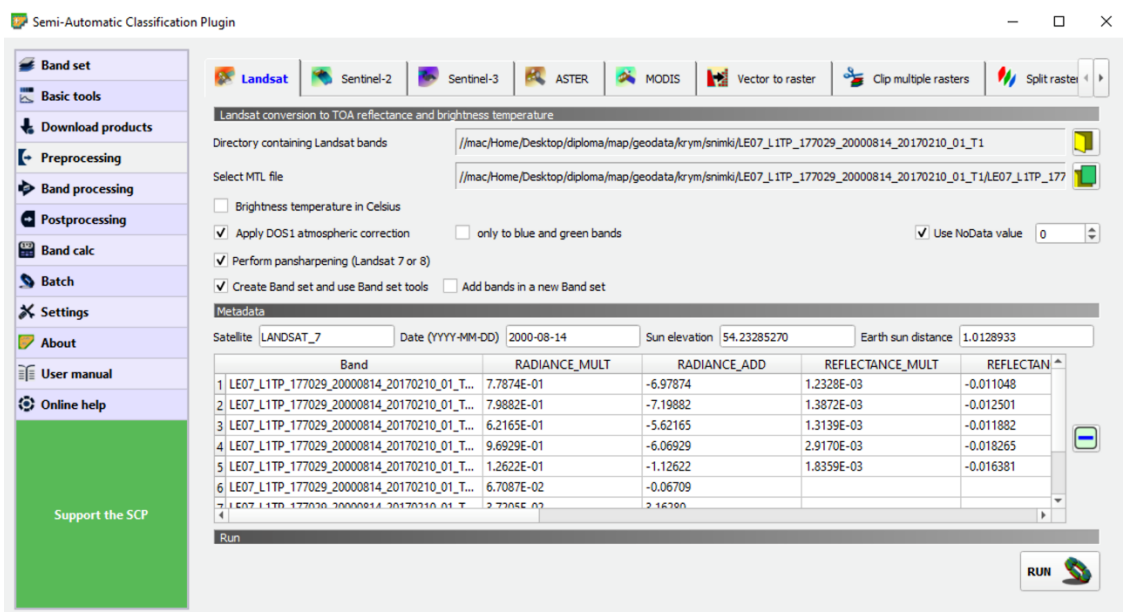 Semi-Automatic Classification Plugin
Band set
Basic tools
Download products
Preprocessing
Band processing
Postprocessing
Band calc
Batch
Settings
About
User manual
Online help
Support the SCP
Landsat Sentinel-2 Sentinel-3 ASTER MODIS Vector to raster Clip multiple rasters Split raster
Landsat conversion to TOA reflectance and brightness temperature
Directory containing Landsat bands //mac/Home/Desktop/diploma/map/geodata/krym/snimki/LE07_L1TP_177029_20000814_20170210_01_T1
Select MTL file //mac/Home/Desktop/diploma/map/geodata/krym/snimki/LE07_L1TP_177029_20000814_20170210_01_T1/LE07_L1TP_177
Brightness temperature in Celsius
Apply DOS1 atmospheric correction only to blue and green bands Use NoData value 0
Perform pansharpening (Landsat 7 or 8)
Create Band set and use Band set tools Add bands in a new Band set
Metadata
Satellite LANDSAT_7 Date (YYYY-MM-DD) 2000-08-14 Sun elevation 54.23285270 Earth sun distance 1.0128933
Band RADIANCE_MULT RADIANCE_ADD REFLECTANCE_MULT REFLECTAN
1 LE07_L1TP_177029_20000814_20170210_01_T... 7.7874E-01 -6.97874 1.2328E-03 -0.011048
2 LE07_L1TP_177029_20000814_20170210_01_T... 7.9882E-01 -7.19882 1.3872E-03 -0.012501
3 LE07_L1TP_177029_20000814_20170210_01_T... 6.2165E-01 -5.62165 1.3139E-03 -0.011882
4 LE07_L1TP_177029_20000814_20170210_01_T... 9.6929E-01 -6.06929 2.9170E-03 -0.018265
5 LE07_L1TP_177029_20000814_20170210_01_T... 1.2622E-01 -1.12622 1.8359E-03 -0.016381
6 LE07_L1TP_177029_20000814_20170210_01_T... 6.7087E-02 -0.06709
7 LE07_L1TP_177029_20000814_20170210_01_T 3.7205E-02 3.16280
Run
RUN